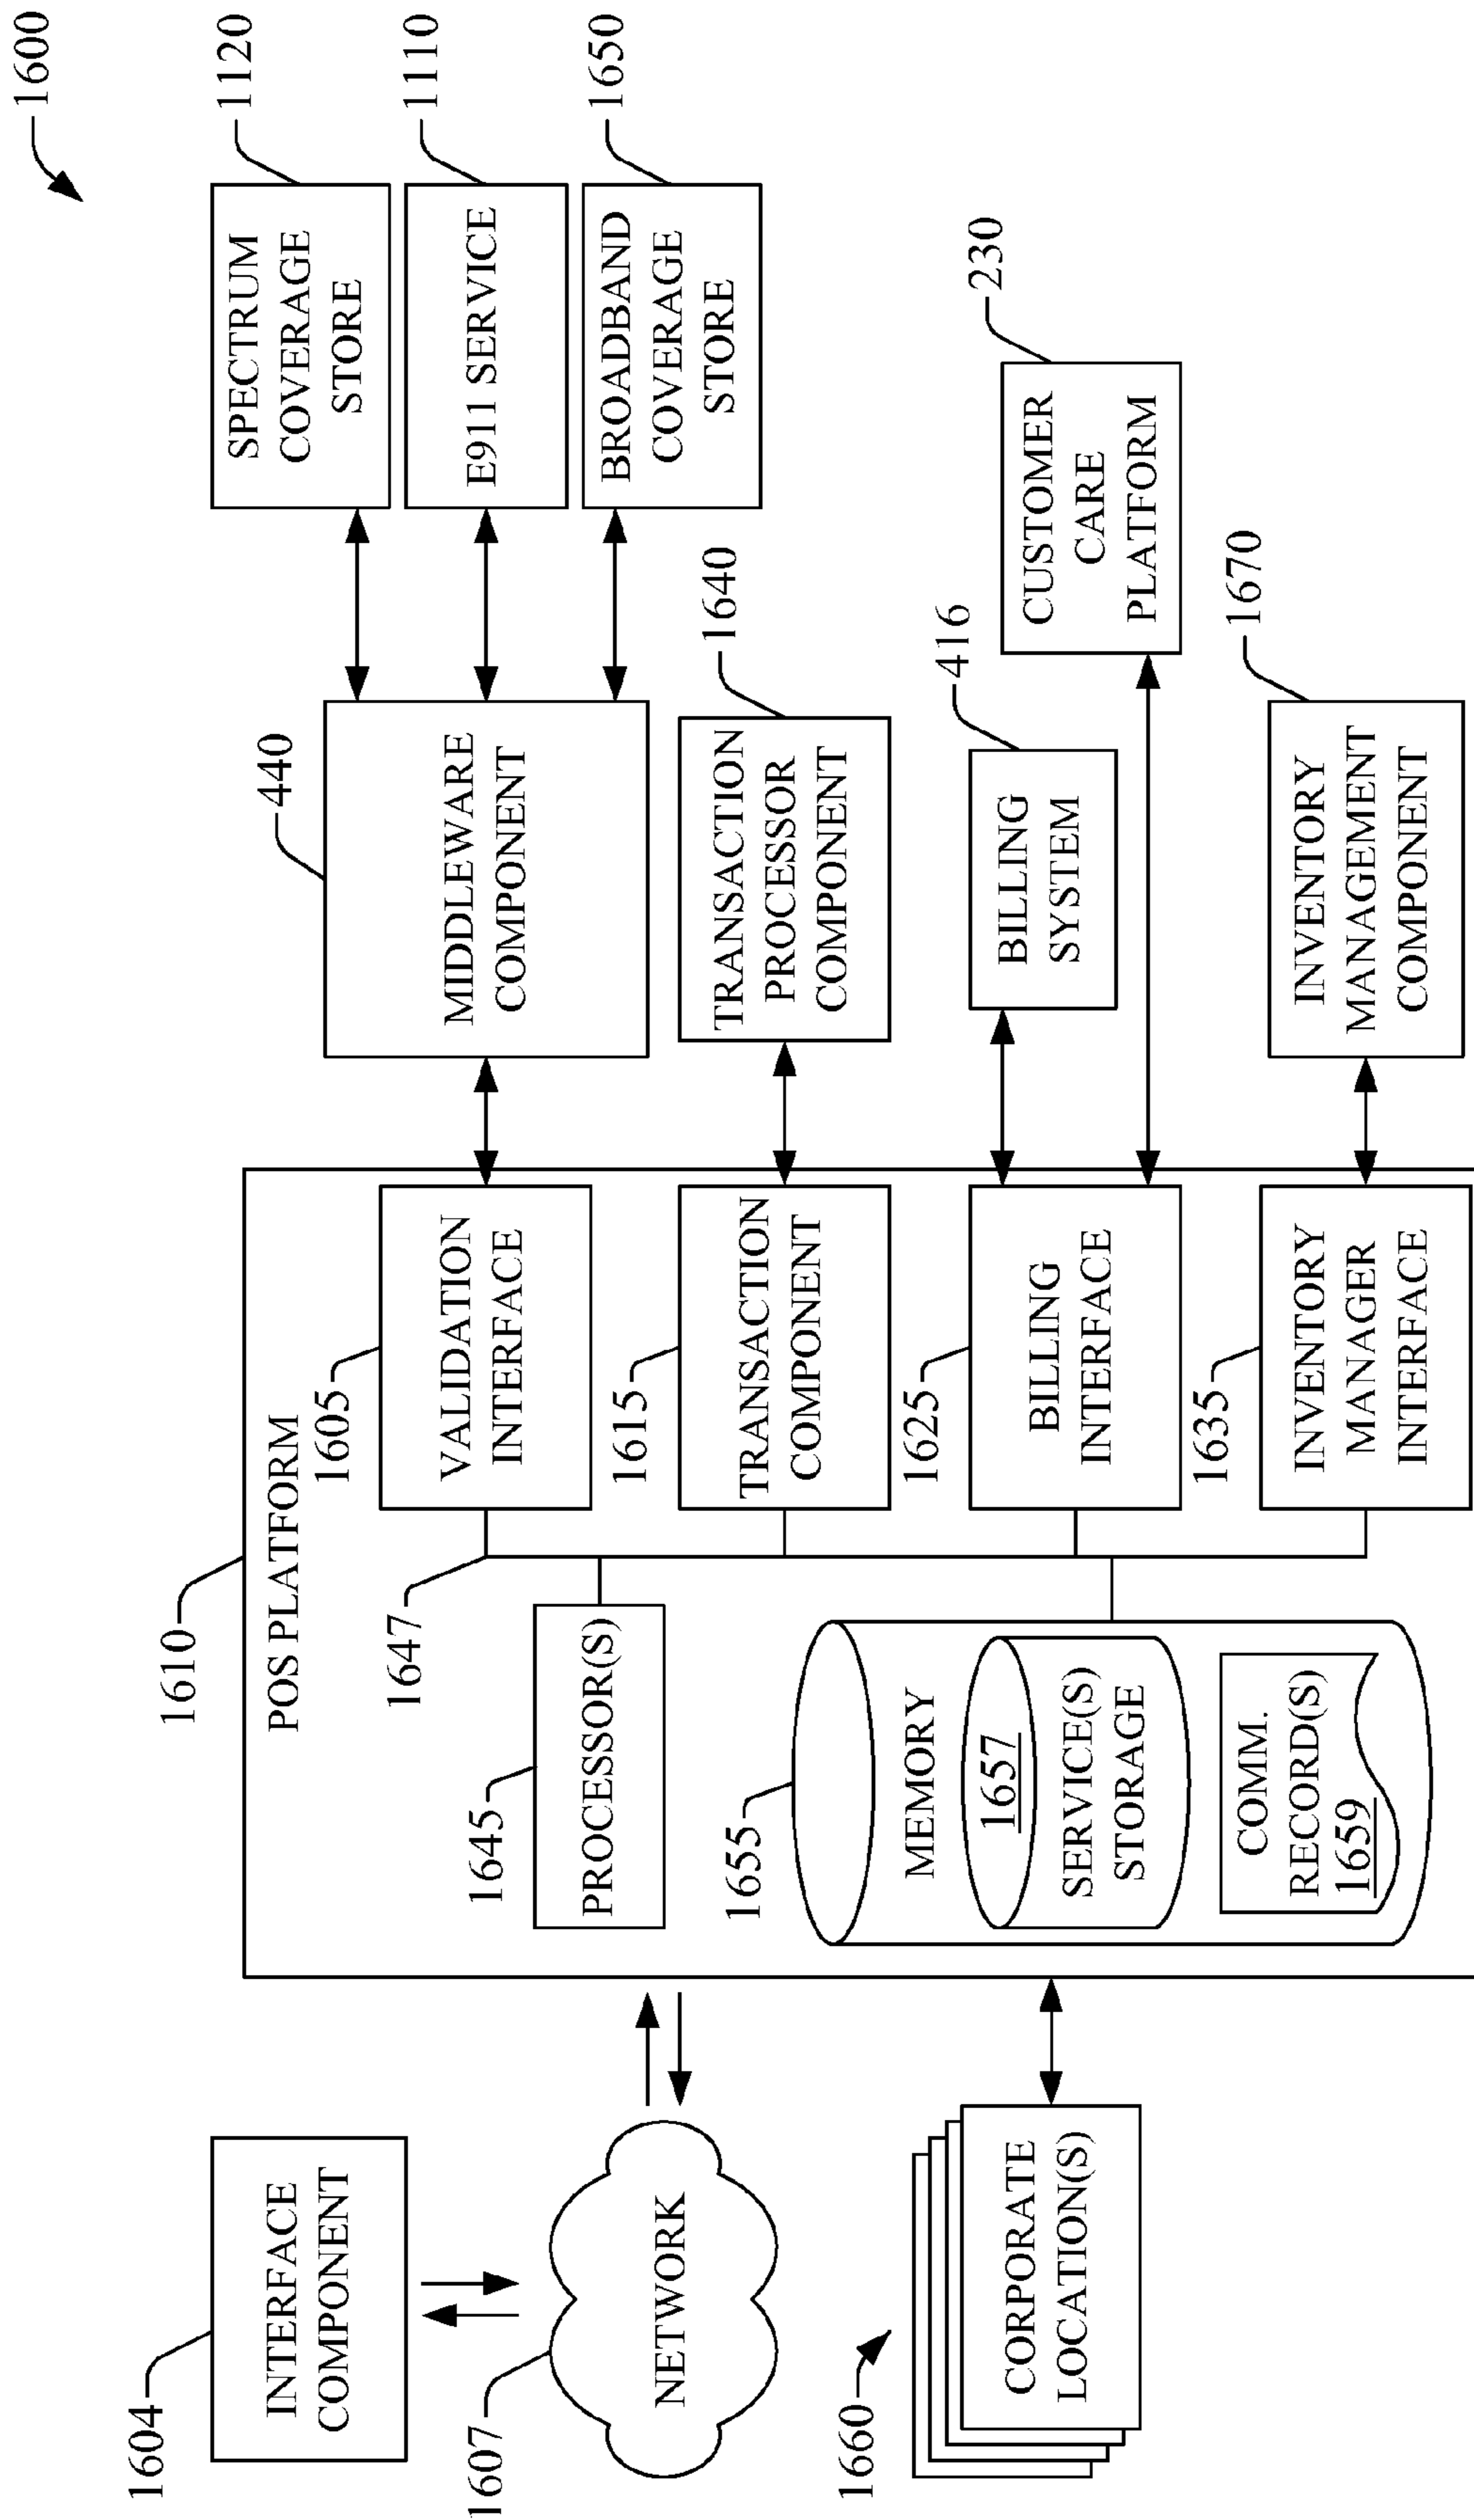 1600
1604
INTERFACE
COMPONENT
1607
NETWORK
1660
CORPORATE
LOCATION(S)
1610
POS PLATFORM
1645
PROCESSOR(S)
1647
1655
MEMORY
1657
SERVICE(S)
STORAGE
COMM.
RECORD(S)
1659
1605
VALIDATION
INTERFACE
1615
TRANSACTION
COMPONENT
1625
BILLING
INTERFACE
1635
INVENTORY
MANAGER
INTERFACE
440
MIDDLEWARE
COMPONENT
1640
TRANSACTION
PROCESSOR
COMPONENT
416
BILLING
SYSTEM
230
CUSTOMER
CARE
PLATFORM
1670
INVENTORY
MANAGEMENT
COMPONENT
1120
SPECTRUM
COVERAGE
STORE
1110
E911 SERVICE
1650
BROADBAND
COVERAGE
STORE